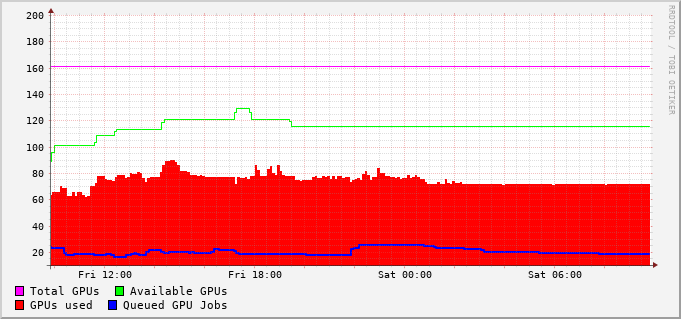 200
180
160
140
120
100
80
60
40
20
Fri 12:00 Fri 18:00 Sat 00:00 Sat 06:00
Total GPUs Available GPUs
GPUs used Queued GPU Jobs
RRDTOOL / TOBI OETIKER